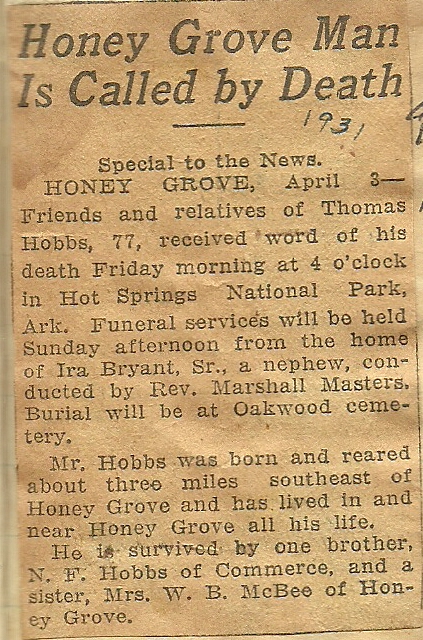 Honey Grove Man
Is Called by Death
1931
Special to the News.
HONEY GROVE, April 3—
Friends and relatives of Thomas
Hobbs, 77, received word of his
death Friday morning at 4 o'clock
in Hot Springs National Park,
Ark. Funeral services will be held
Sunday afternoon from the home
of Ira Bryant, Sr., a nephew, con-
ducted by Rev. Marshall Masters.
Burial will be at Oakwood ceme-
tery.
Mr. Hobbs was born and reared
about three miles southeast of
Honey Grove and has lived in and
near Honey Grove all his life.
He is survived by one brother,
N. F. Hobbs of Commerce, and a
sister, Mrs. W. B. McBee of Hon-
ey Grove.